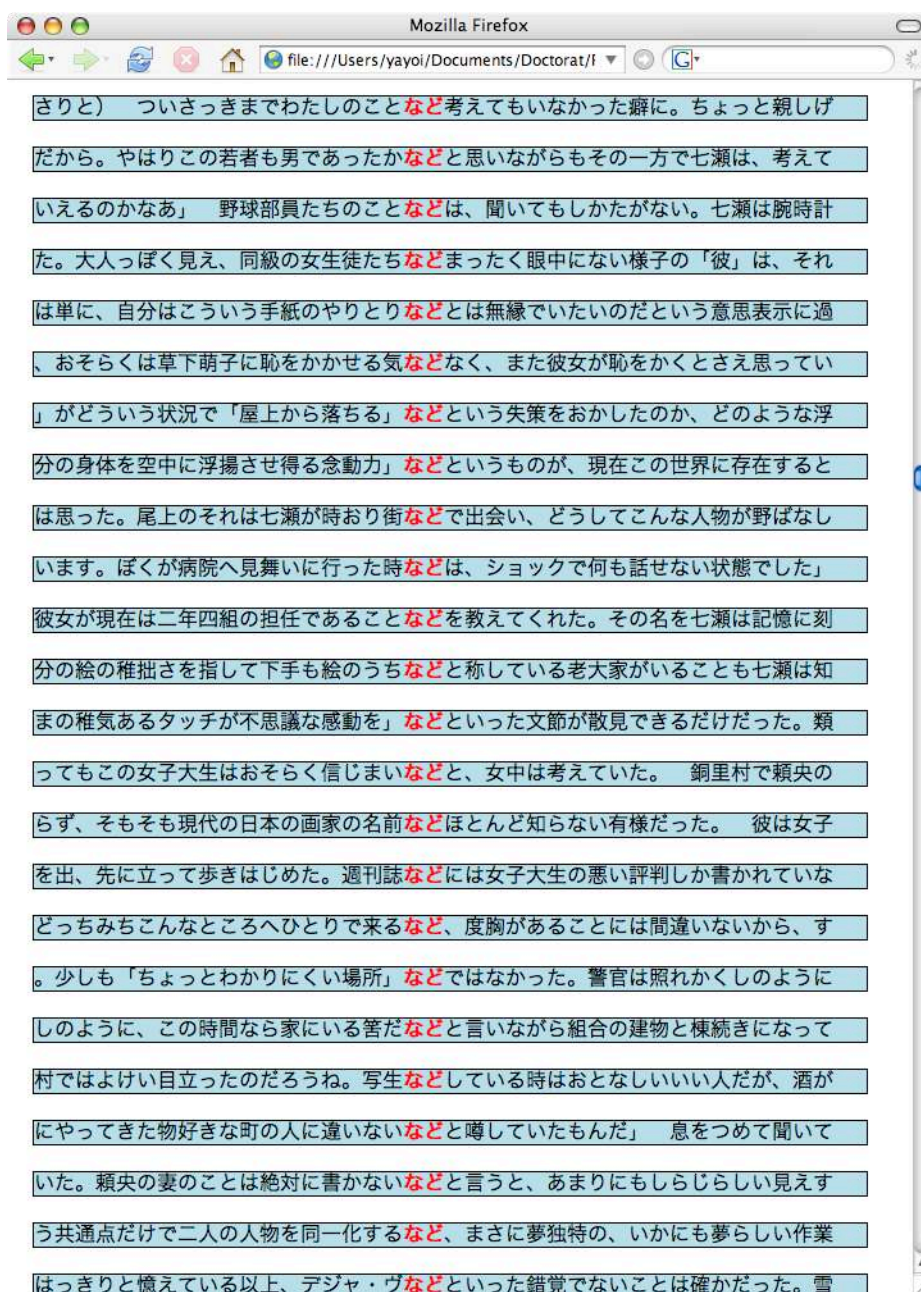 Mozilla Firefox
file:///Users/yayoi/Documents/Doctorat/
G
さりと)　ついさっきまでわたしのことなど考えてもいなかった癖に。ちょっと親しげ
だから。やはりこの若者も男であったかなどと思いながらもその一方で七瀬は、考えて
いえるのかなあ」　野球部員たちのことなどは、聞いてもしかたがない。七瀬は腕時計
た。大人っぽく見え、同級の女生徒たちなどまったく眼中にない様子の「彼」は、それ
は単に、自分はこういう手紙のやりとりなどとは無縁でいたいのだという意思表示に過
、おそらくは草下萌子に恥をかかせる気などなく、また彼女が恥をかくとさえ思ってい
」がどういう状況で「屋上から落ちる」などという失策をおかしたのか、どのような浮
分の身体を空中に浮揚させ得る念動力」などというものが、現在この世界に存在すると
は思った。尾上のそれは七瀬が時おり街などで出会い、どうしてこんな人物が野ばなし
います。ぼくが病院へ見舞いに行った時などは、ショックで何も話せない状態でした」
彼女が現在は二年四組の担任であることなどを教えてくれた。その名を七瀬は記憶に刻
分の絵の稚拙さを指して下手も絵のうちなどと称している老大家がいることも七瀬は知
まの稚気あるタッチが不思議な感動を」などといった文節が散見できるだけだった。類
ってもこの女子大生はおそらく信じまいなどと、女中は考えていた。　銅里村で頼央の
らず、そもそも現代の日本の画家の名前などほとんど知らない有様だった。　彼は女子
を出、先に立って歩きはじめた。週刊誌などには女子大生の悪い評判しか書かれていな
どっちみちこんなところへひとりで来るなど、度胸があることには間違いないから、す
。少しも「ちょっとわかりにくい場所」などではなかった。警官は照れかくしのように
しのように、この時間なら家にいる筈だなどと言いながら組合の建物と棟続きになって
村ではよけい目立ったのだろうね。写生などしている時はおとなしいいい人だが、酒が
にやってきた物好きな町の人に違いないなどと噂していたもんだ」　息をつめて聞いて
いた。頼央の妻のことは絶対に書かないなどと言うと、あまりにもしらじらしい見えす
う共通点だけで二人の人物を同一化するなど、まさに夢独特の、いかにも夢らしい作業
はっきりと憶えている以上、デジャ・ヴなどといった錯覚でないことは確かだった。雪